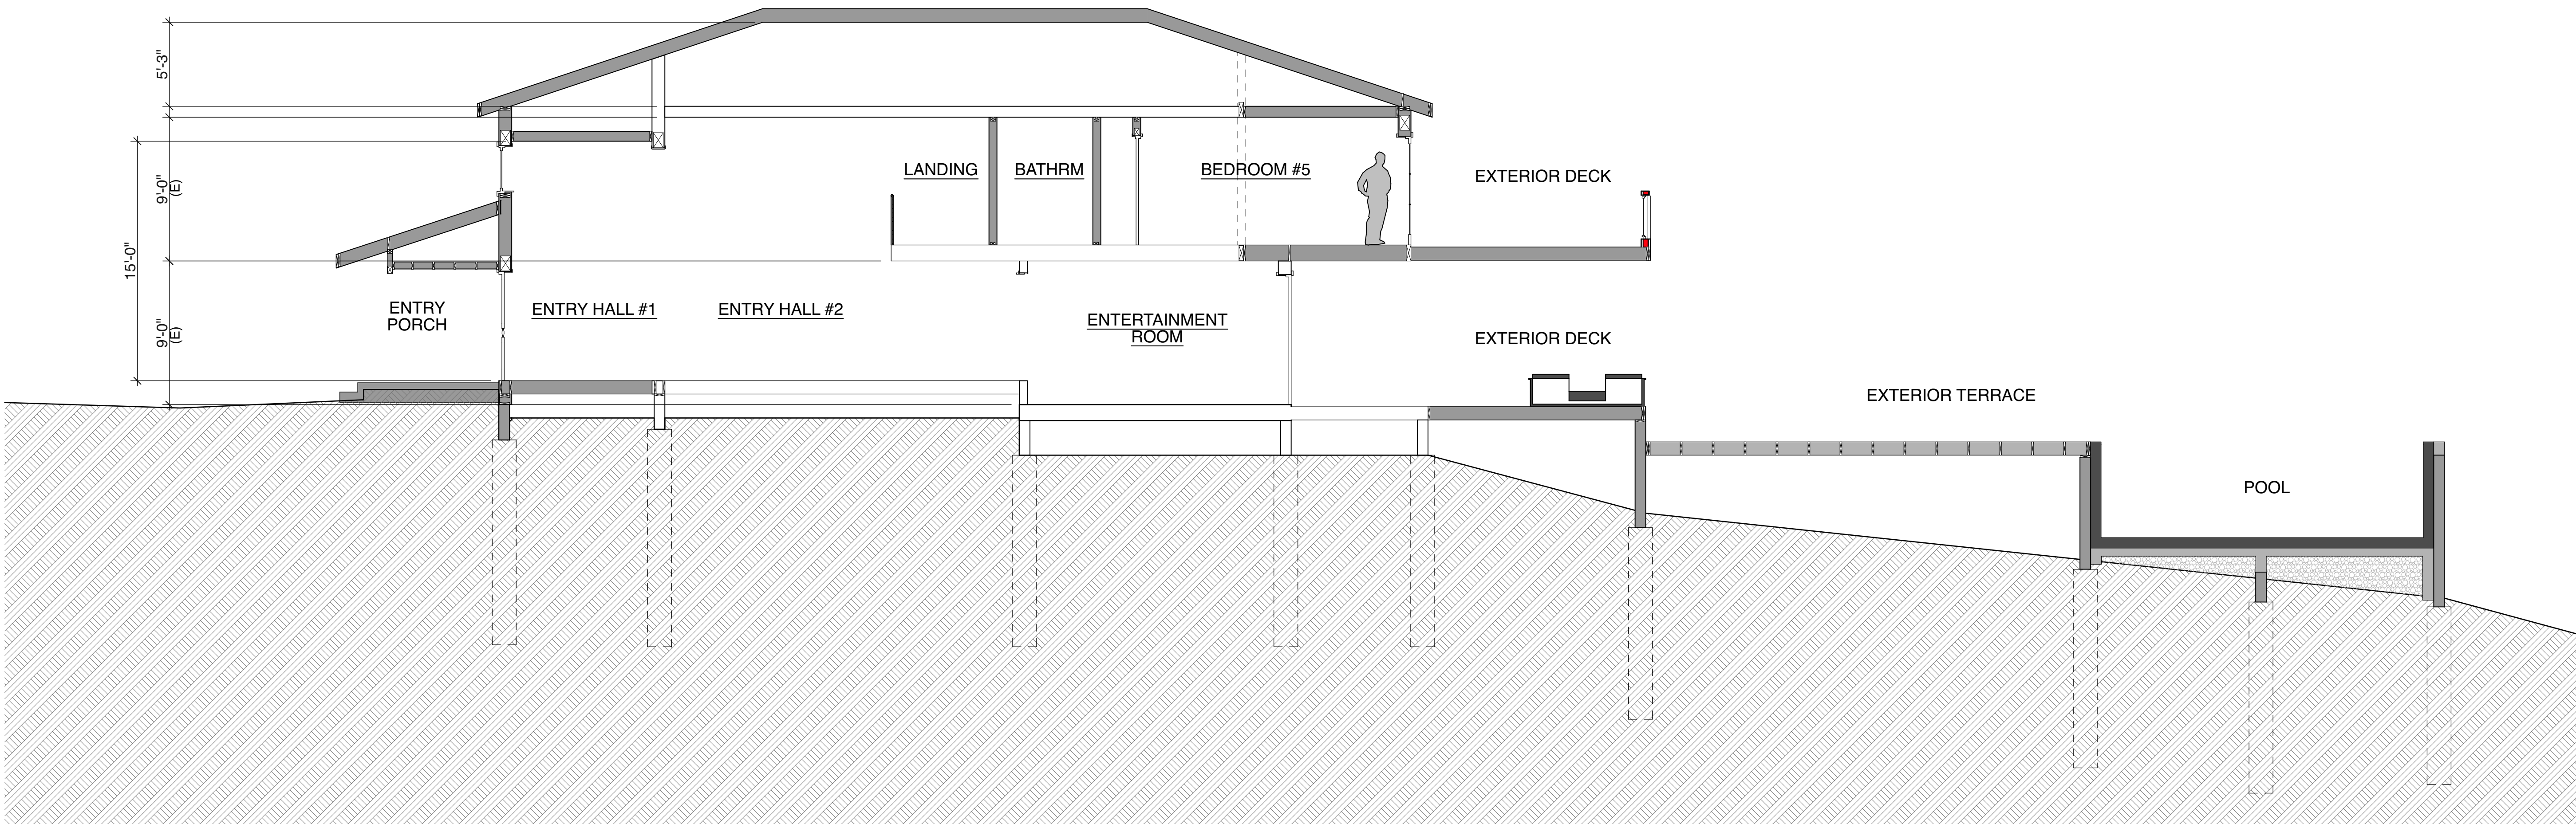 5'-3"
9'-0"
(E)
15'-0"
9'-0"
(E)
LANDING
BATHRM
BEDROOM #5
EXTERIOR DECK
ENTRY
PORCH
ENTRY HALL #1
ENTRY HALL #2
ENTERTAINMENT
ROOM
EXTERIOR DECK
EXTERIOR TERRACE
POOL